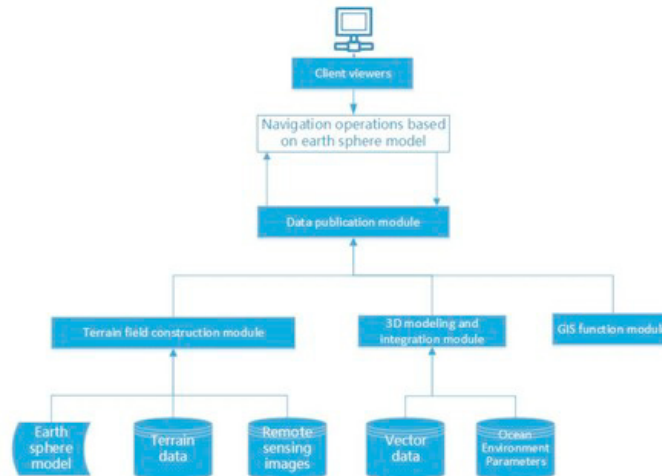 Client viewers
Navigation operations based
on earth sphere model
Data publication module
Terrain field construction module
3D modeling and
integration module
GIS function module
Earth
sphere
model
Terrain
data
Remote
sensing
images
Vector
data
Ocean
Environment
Parameters